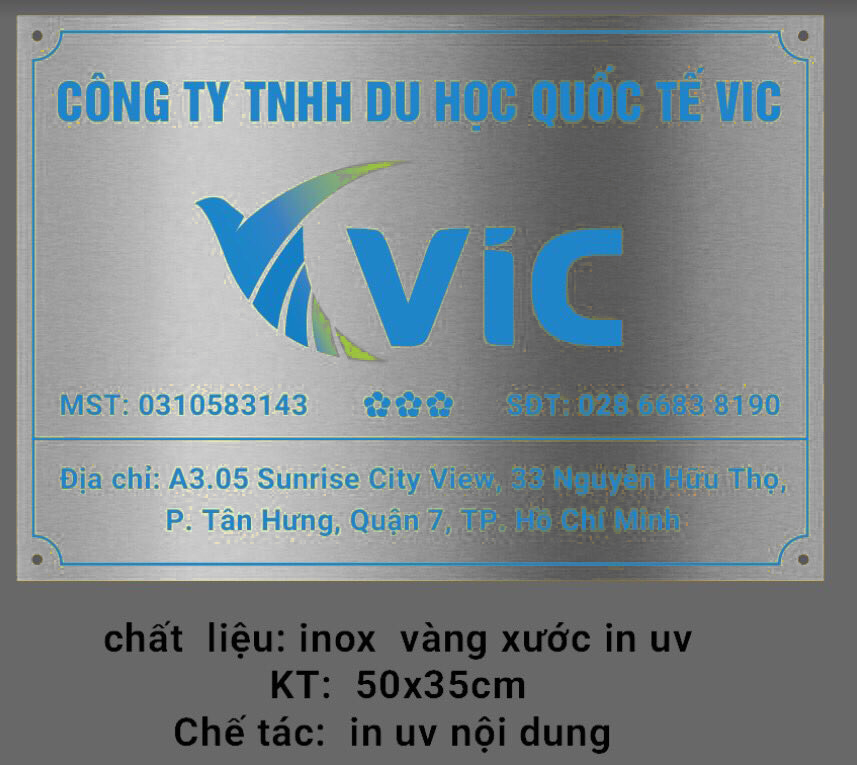 CÔNG TY TNHH DU HỌC QUỐC TẾ VIC
ViC
MST: 0310583143
SĐT: 028 6683 8190
Địa chỉ: A3.05 Sunrise City View, 33 Nguyễn Hữu Thọ,
P. Tân Hưng, Quận 7, TP. Hồ Chí Minh
chất liệu: inox vàng xước in uv
KT: 50x35cm
Chế tác: in uv nội dung